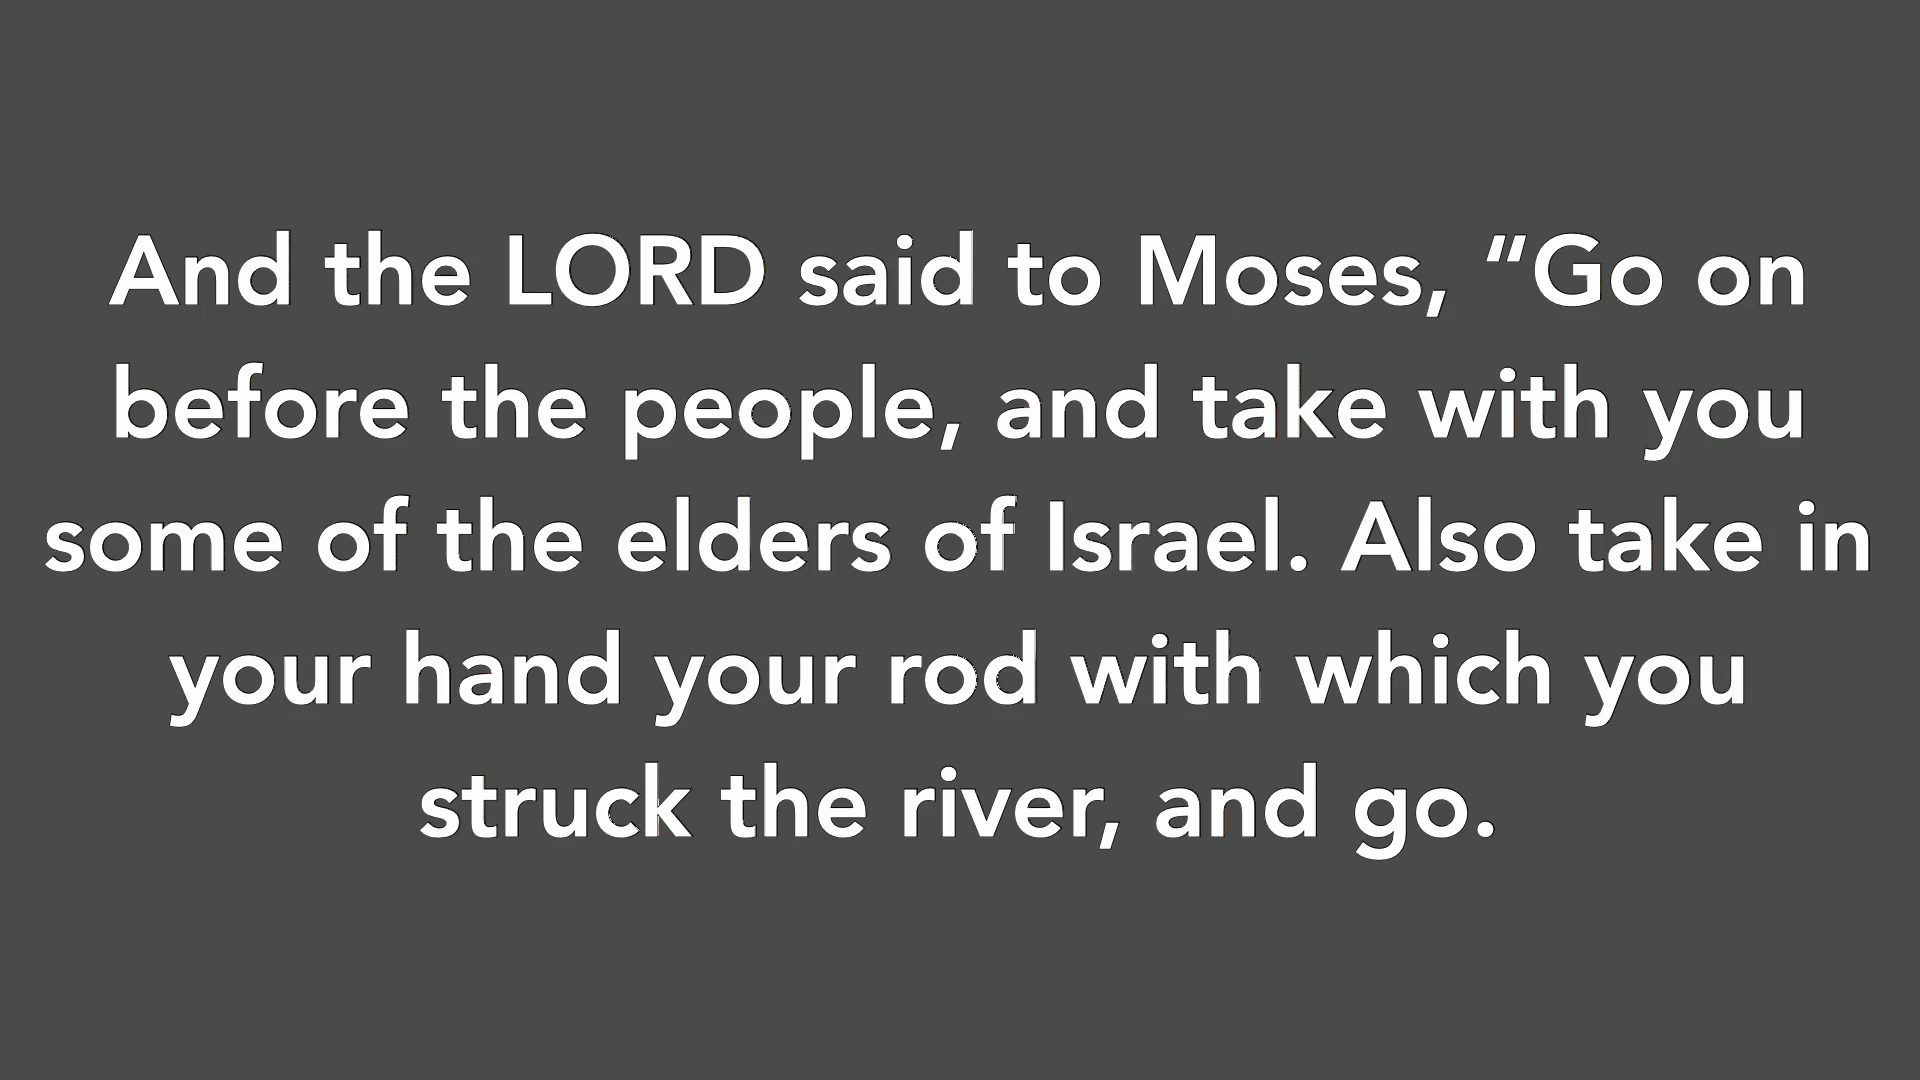 And the LORD said to Moses, “Go on
before the people, and take with you
some of the elders of Israel. Also take in
your hand your rod with which you
struck the river, and go.